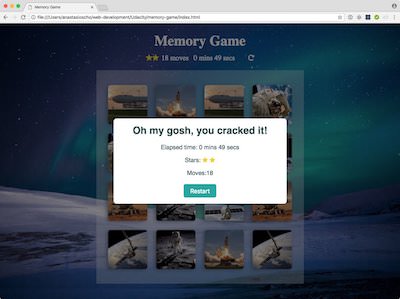 Memory Game
file:///Users/anastasioscho/web-development/Udacity/memory-game/index.html
Memory Game
18 moves 0 mins 49 secs
Oh my gosh, you cracked it!
Elapsed time: 0 mins 49 secs
Stars:
Moves:18
Restart